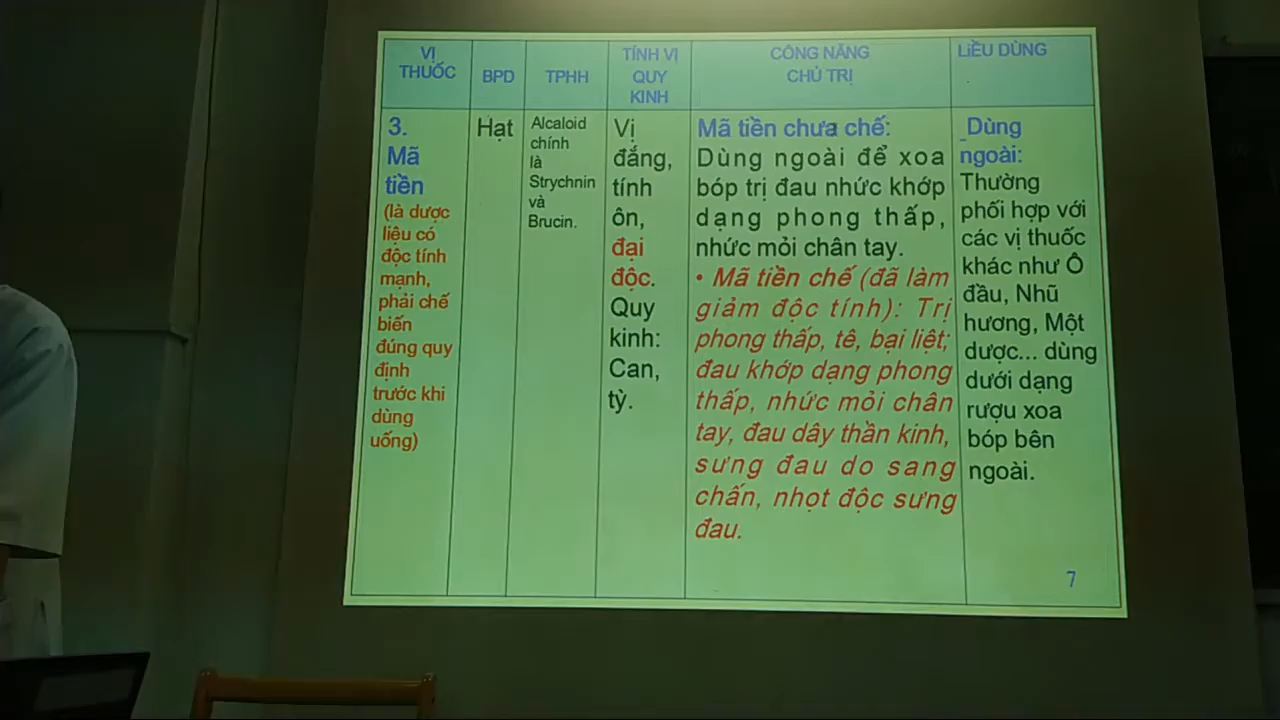 VỊ
THUỐC
BPD
TPHH
TÍNH VỊ
QUY
KINH
CÔNG NĂNG
CHỦ TRỊ
LIỀU DÙNG
3.
Mã
tiền
(là dược
liệu có
độc tính
mạnh,
phải chế
biến
đúng quy
định
trước khi
dùng
uống)
Hạt
Alcaloid
chính
là
Strychnin
và
Brucin.
Vị
đắng,
tính
ôn,
đại
độc.
Quy
kinh:
Can,
tỳ.
Mã tiền chưa chế:
Dùng ngoài để xoa
bóp trị đau nhức khớp
dạng phong thấp,
nhức mỏi chân tay.
• Mã tiền chế (đã làm
giảm độc tính): Trị
phong thấp, tê, bại liệt;
đau khớp dạng phong
thấp, nhức mỏi chân
tay, đau dây thần kinh,
sưng đau do sang
chấn, nhọt độc sưng
đau.
Dùng
ngoài:
Thường
phối hợp với
các vị thuốc
khác như Ô
đầu, Nhũ
hương, Một
dược... dùng
dưới dạng
rượu xoa
bóp bên
ngoài.
7